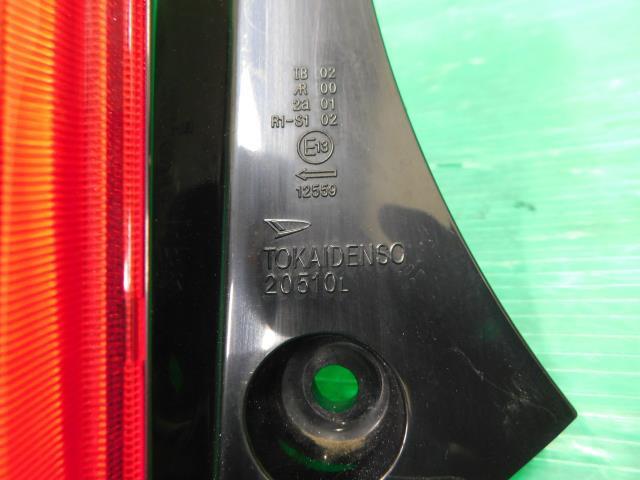 IB 02
AR 00
2a 01
R1-S1 02
E13
12559
TOKAIDENSO
20510L